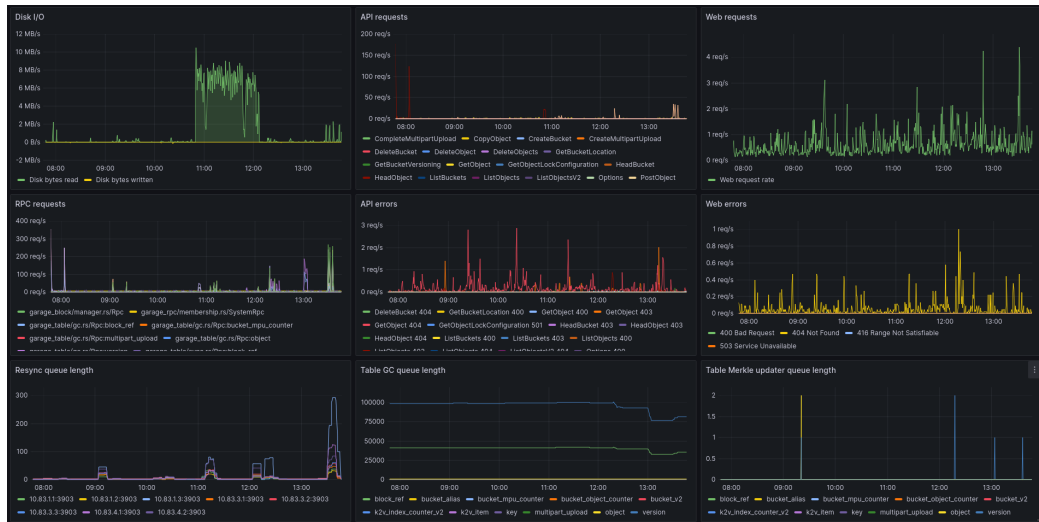 Disk I/O
12 MB/s
10 MB/s
8 MB/s
6 MB/s
4 MB/s
2 MB/s
0 B/s
-2 MB/s
08:00 09:00 10:00 11:00 12:00 13:00
Disk bytes read Disk bytes written
API requests
200 req/s
150 req/s
100 req/s
50 req/s
0 req/s
08:00 09:00 10:00 11:00 12:00 13:00
CompleteMultipartUpload CopyObject CreateBucket CreateMultipartUpload
DeleteBucket DeleteObject DeleteObjects GetBucketLocation
GetBucketVersioning GetObject GetObjectLockConfiguration HeadBucket
HeadObject ListBuckets ListObjects ListObjectsV2 Options PostObject
Web requests
4 req/s
3 req/s
2 req/s
1 req/s
0 req/s
08:00 09:00 10:00 11:00 12:00 13:00
Web request rate
RPC requests
400 req/s
300 req/s
200 req/s
100 req/s
0 req/s
08:00 09:00 10:00 11:00 12:00 13:00
garage_block/manager.rs/Rpc garage_rpc/membership.rs/SystemRpc
garage_table/gc.rs/Rpc:block_ref garage_table/gc.rs/Rpc:bucket_mpu_counter
garage_table/gc.rs/Rpc:multipart_upload garage_table/gc.rs/Rpc:object
API errors
3 req/s
2 req/s
1 req/s
0 req/s
08:00 09:00 10:00 11:00 12:00 13:00
DeleteBucket 404 GetBucketLocation 400 GetObject 400 GetObject 403
GetObject 404 GetObjectLockConfiguration 501 HeadBucket 403 HeadObject 403
HeadObject 404 ListBuckets 400 ListBuckets 403 ListObjects 400
Web errors
1 req/s
0.8 req/s
0.6 req/s
0.4 req/s
0.2 req/s
0 req/s
08:00 09:00 10:00 11:00 12:00 13:00
400 Bad Request 404 Not Found 416 Range Not Satisfiable
503 Service Unavailable
Resync queue length
300
200
100
0
08:00 09:00 10:00 11:00 12:00 13:00
10.83.1.1:3903 10.83.1.2:3903 10.83.1.3:3903 10.83.3.1:3903 10.83.3.2:3903
10.83.3.3:3903 10.83.4.1:3903 10.83.4.2:3903
Table GC queue length
100000
75000
50000
25000
0
08:00 09:00 10:00 11:00 12:00 13:00
block_ref bucket_alias bucket_mpu_counter bucket_object_counter bucket_v2
k2v_index_counter_v2 k2v_item key multipart_upload object version
Table Merkle updater queue length
2
1.5
1
0.5
0
08:00 09:00 10:00 11:00 12:00 13:00
block_ref bucket_alias bucket_mpu_counter bucket_object_counter bucket_v2
k2v_index_counter_v2 k2v_item key multipart_upload object version